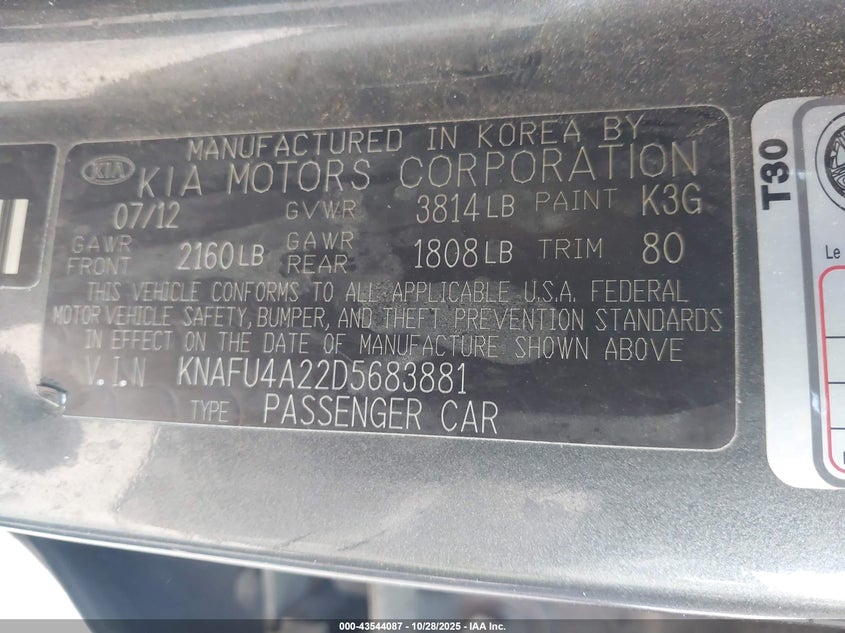 MANUFACTURED IN KOREA BY
KIA KIA MOTORS CORPORATION
07/12 GVWR 3814 LB PAINT K3G
GAWR FRONT 2160 LB GAWR REAR 1808 LB TRIM 80
THIS VEHICLE CONFORMS TO ALL APPLICABLE U.S.A. FEDERAL
MOTOR VEHICLE SAFETY, BUMPER, AND THEFT PREVENTION STANDARDS
IN EFFECT ON THE DATE OF MANUFACTURE SHOWN ABOVE.
V.I.N KNAFU4A22D5683881
TYPE PASSENGER CAR
T30
Le
000-43544087 - 10/28/2025 - IAA Inc.